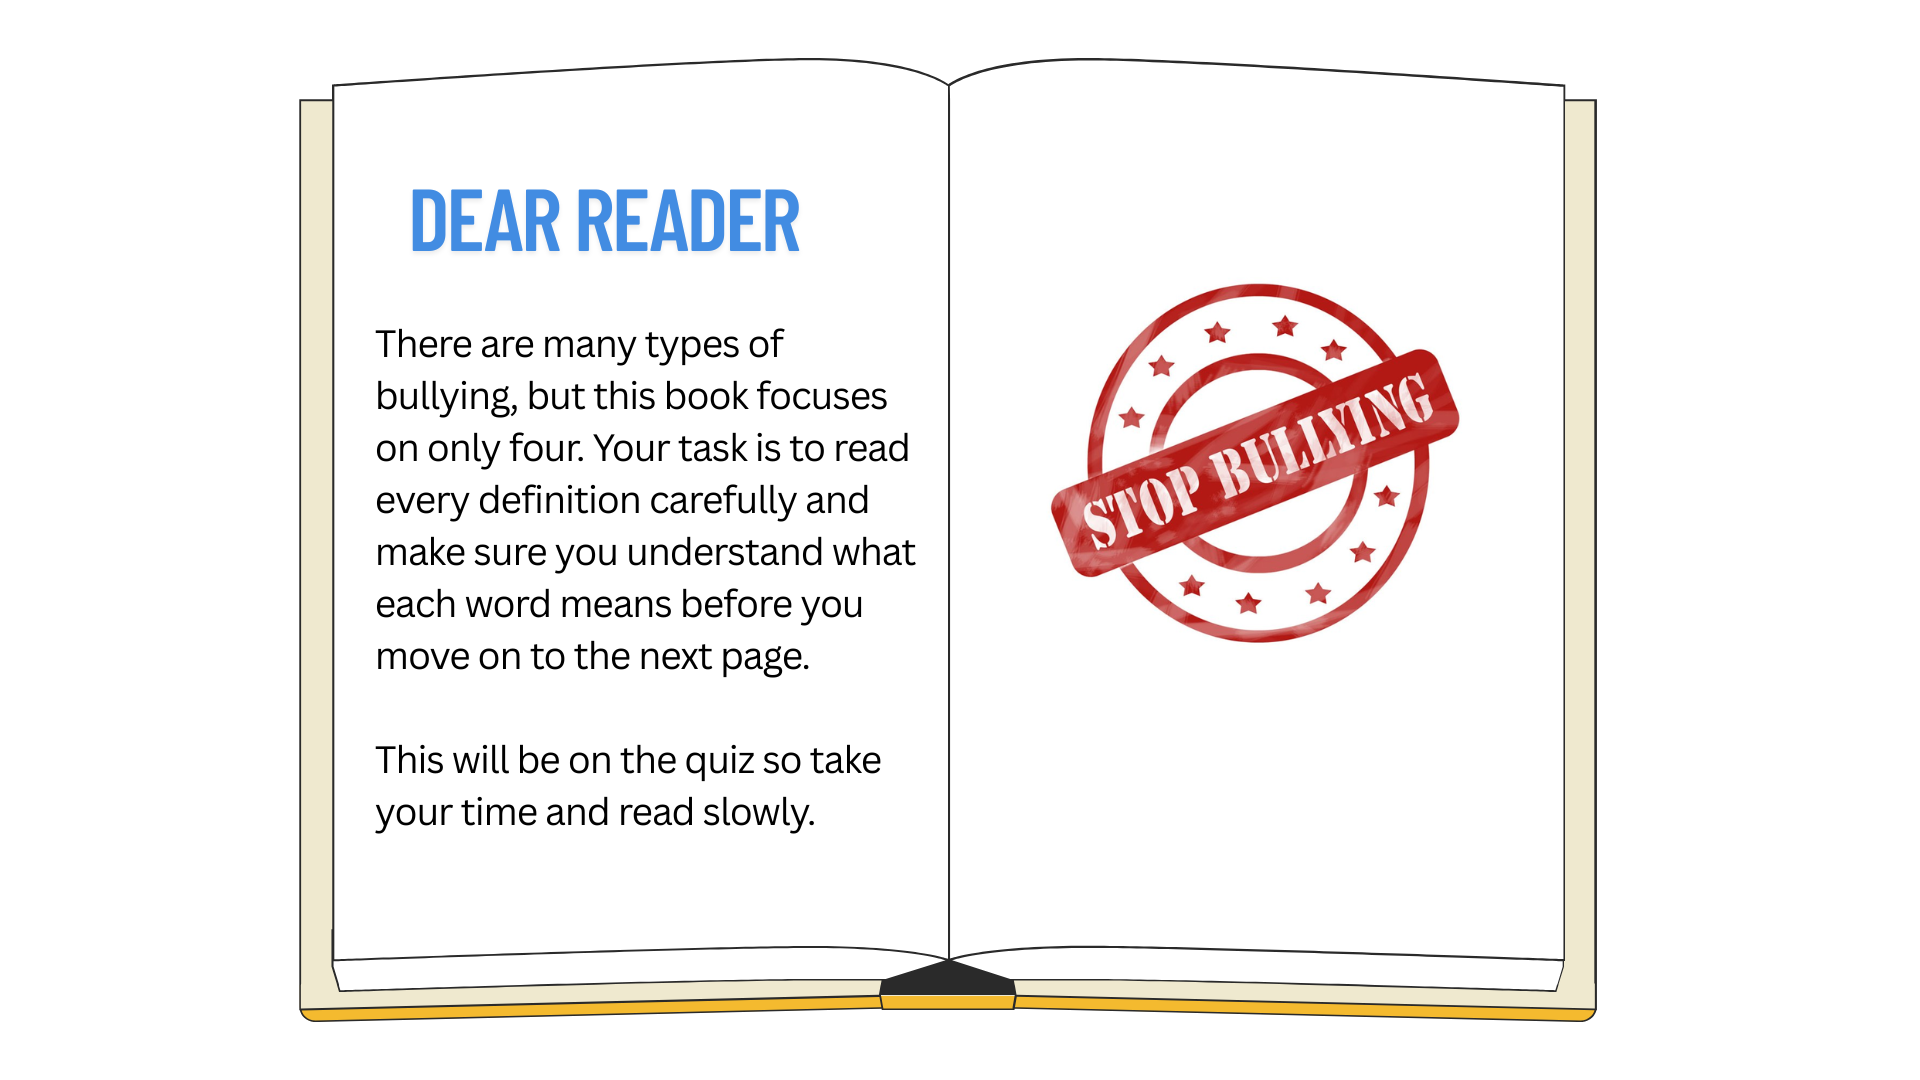 DEAR READER
There are many types of
bullying, but this book focuses
on only four. Your task is to read
every definition carefully and
make sure you understand what
each word means before you
move on to the next page.
This will be on the quiz so take
your time and read slowly.
STOP BULLYING